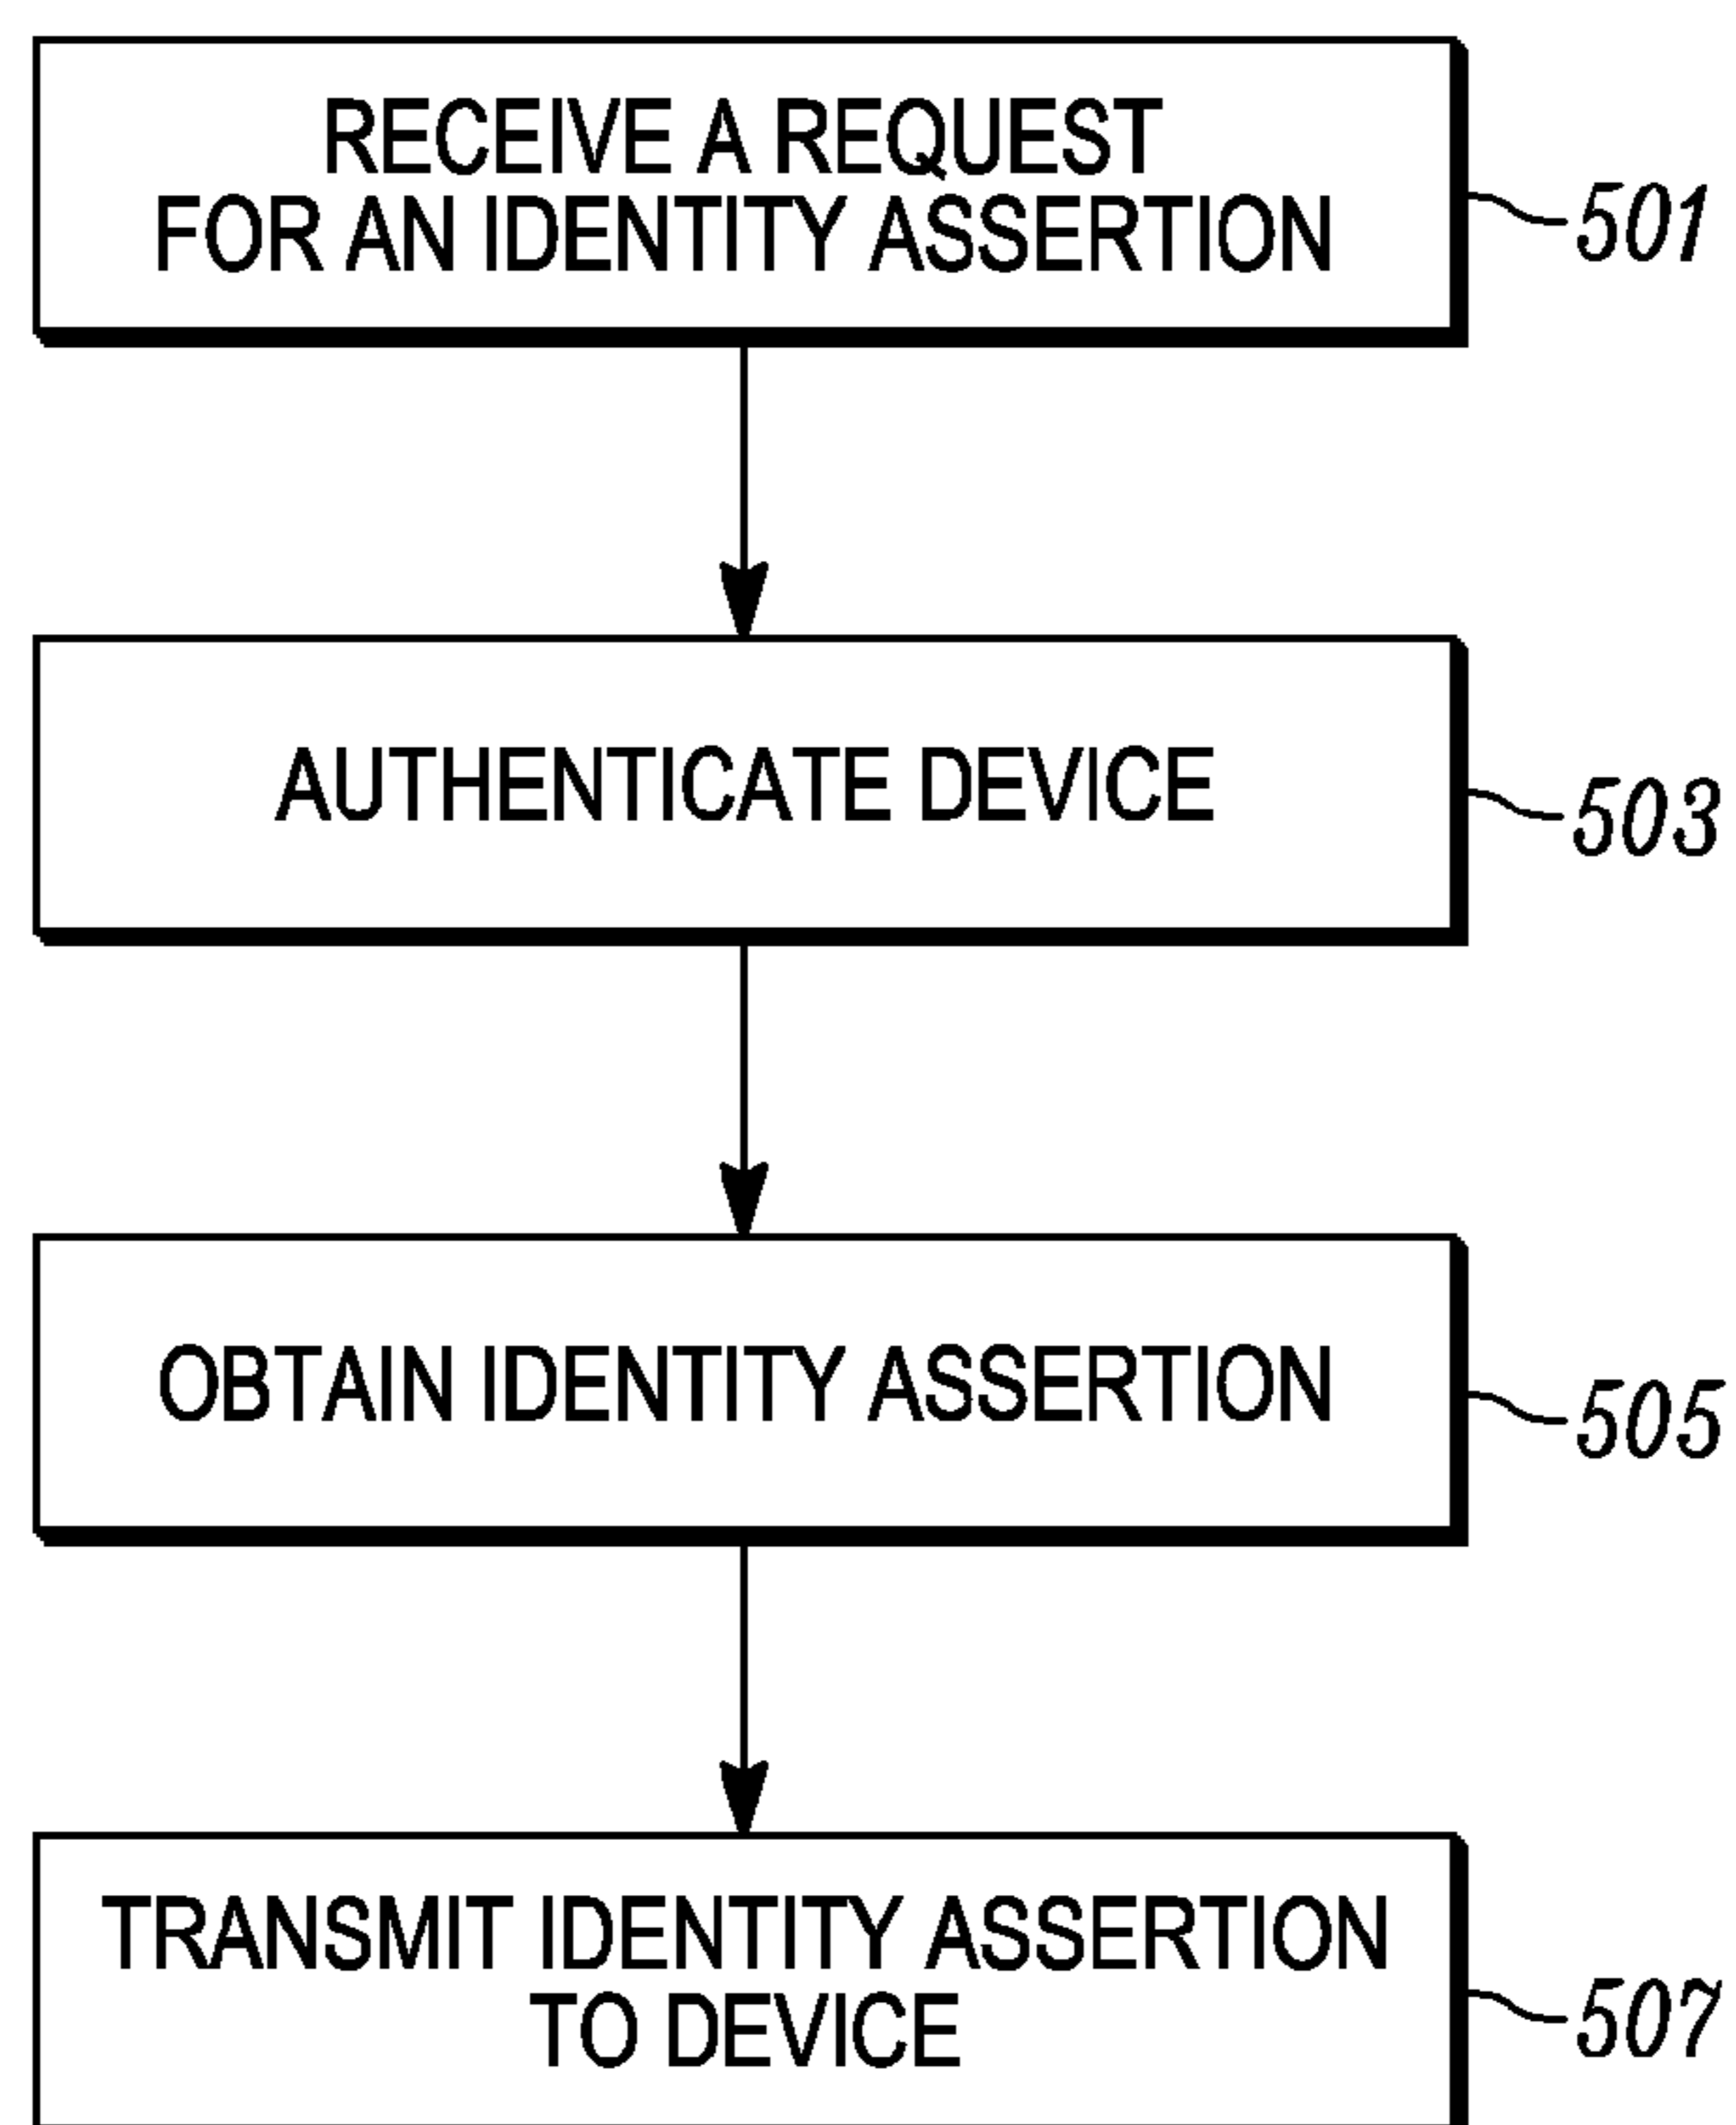 RECEIVE A REQUEST
FOR AN IDENTITY ASSERTION
501
AUTHENTICATE DEVICE
503
OBTAIN IDENTITY ASSERTION
505
TRANSMIT IDENTITY ASSERTION
TO DEVICE
507